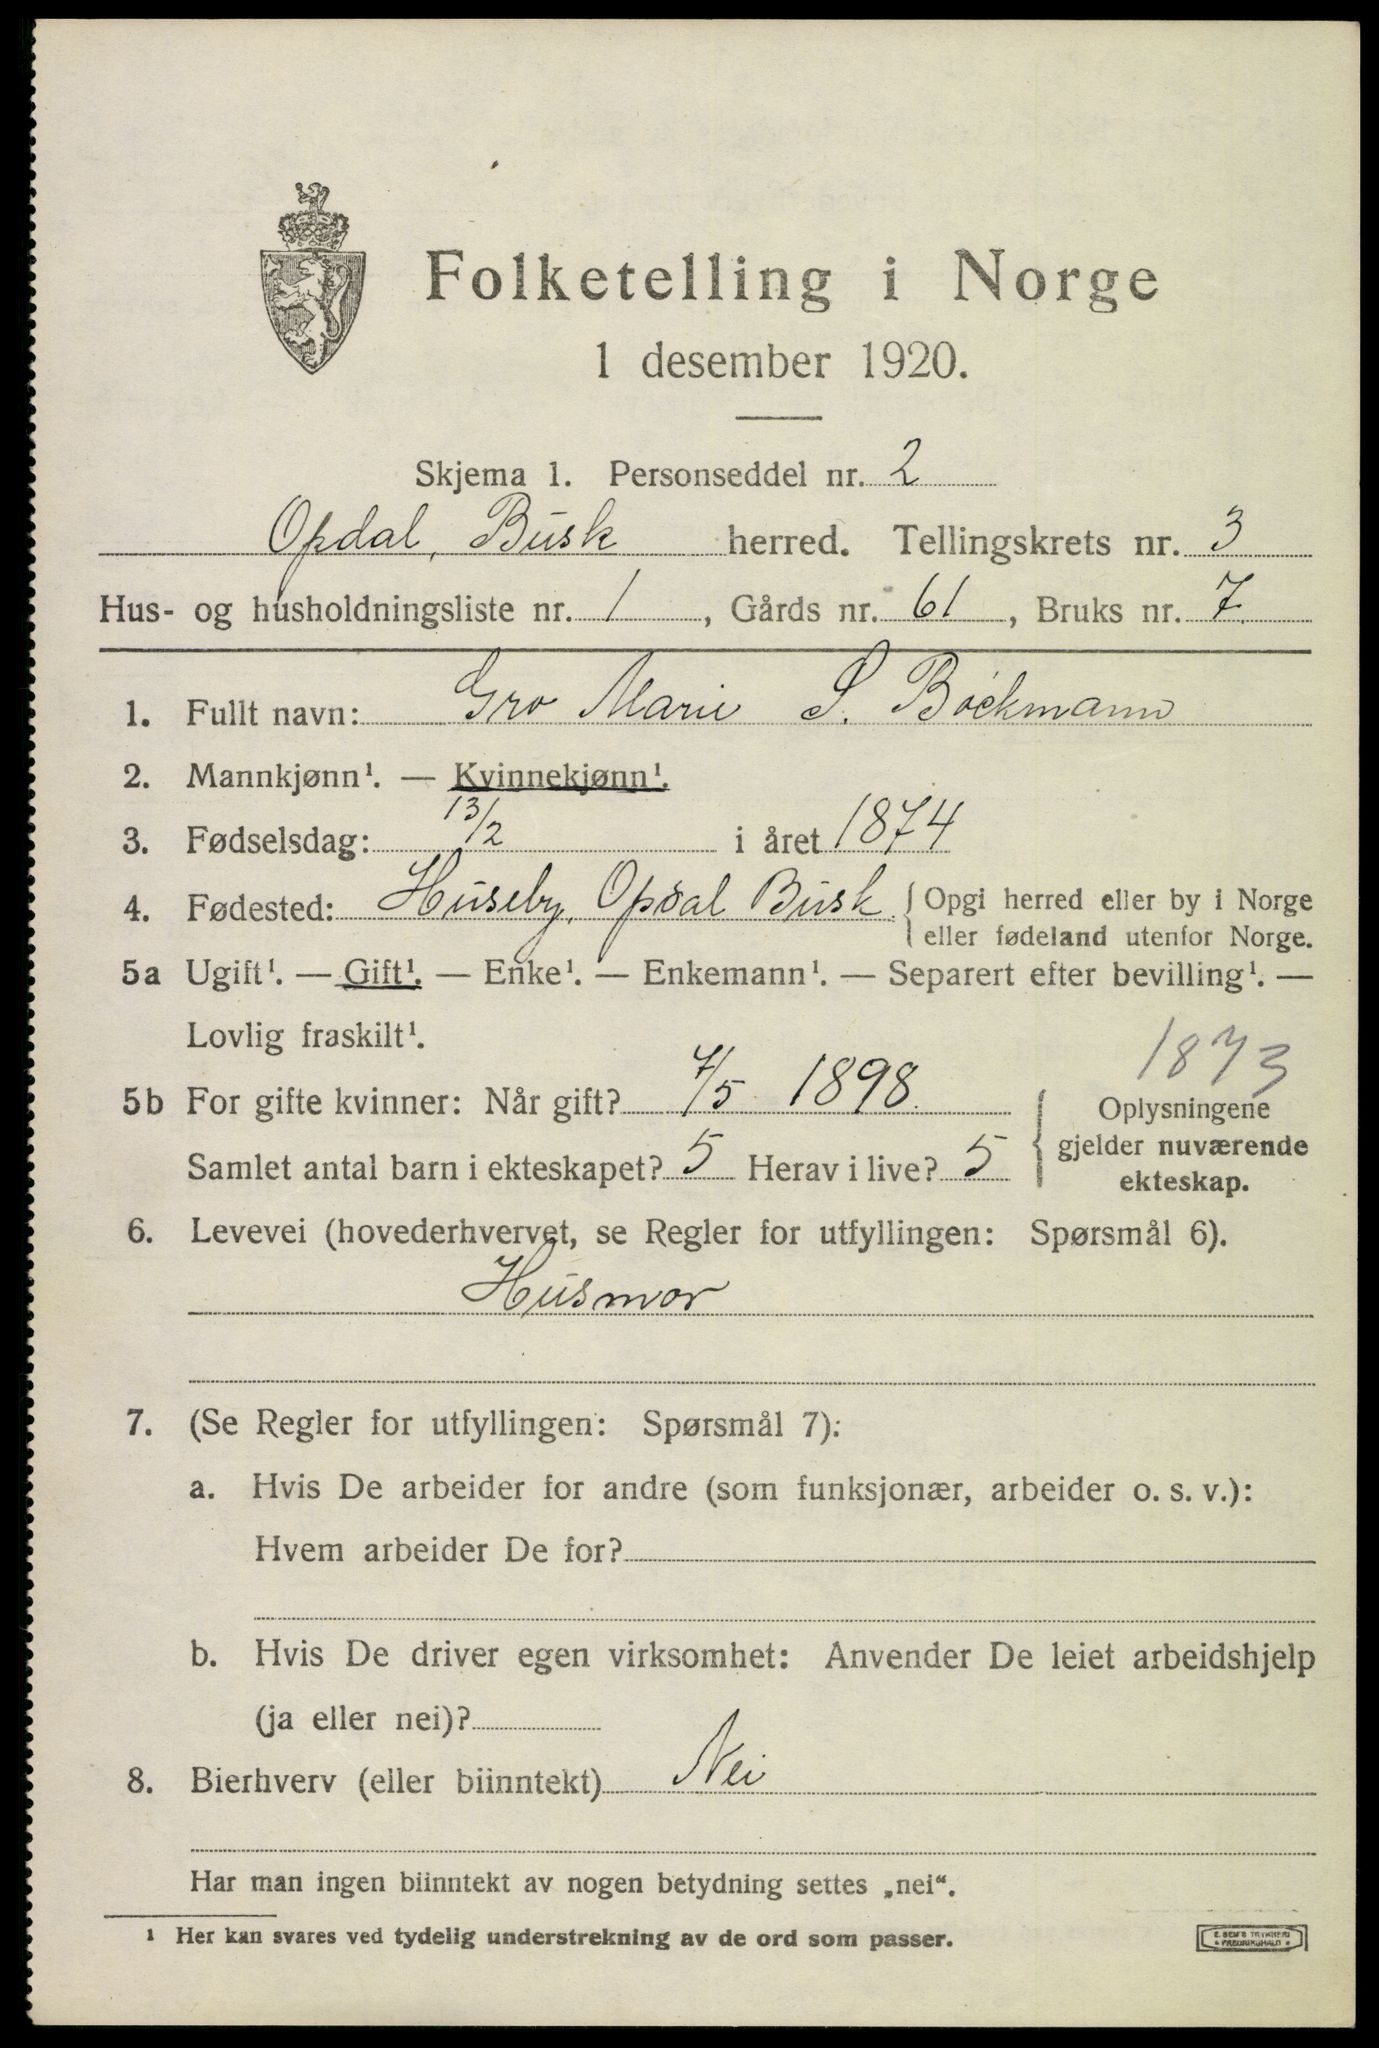 Folketelling i Norge
1 desember 1920.
Skjema 1. Personseddel nr. 2
Opdal, Busk herred. Tellingskrets nr. 3
Hus- og husholdningsliste nr. 1, Gårds nr. 61, Bruks nr. 7.
1. Fullt navn: Gro Marie S. Böckmann
2. Mannkjønn¹. — Kvinnekjønn¹.
3. Fødselsdag: 13/2 i året 1874
4. Fødested: Huseby, Opdal Busk. Opgi herred eller by i Norge
eller fødeland utenfor Norge.
5a Ugift¹. — Gift¹. — Enke¹. — Enkemann¹. — Separert efter bevilling¹. —
Lovlig fraskilt¹.
1873
5b For gifte kvinner: Når gift? 7/5 1898.
Samlet antal barn i ekteskapet? 5 Herav i live? 5
Oplysningene
gjelder nuværende
ekteskap.
6. Levevei (hovederhvervet, se Regler for utfyllingen: Spørsmål 6).
Husmor
7. (Se Regler for utfyllingen: Spørsmål 7):
a. Hvis De arbeider for andre (som funksjonær, arbeider o. s. v.):
Hvem arbeider De for?
b. Hvis De driver egen virksomhet: Anvender De leiet arbeidshjelp
(ja eller nei)?
8. Bierhverv (eller biinntekt) Nei
Har man ingen biinntekt av nogen betydning settes „nei“.
1 Her kan svares ved tydelig understrekning av de ord som passer.
E. SEM'S TRYKKERI
FREDRIKSHALD